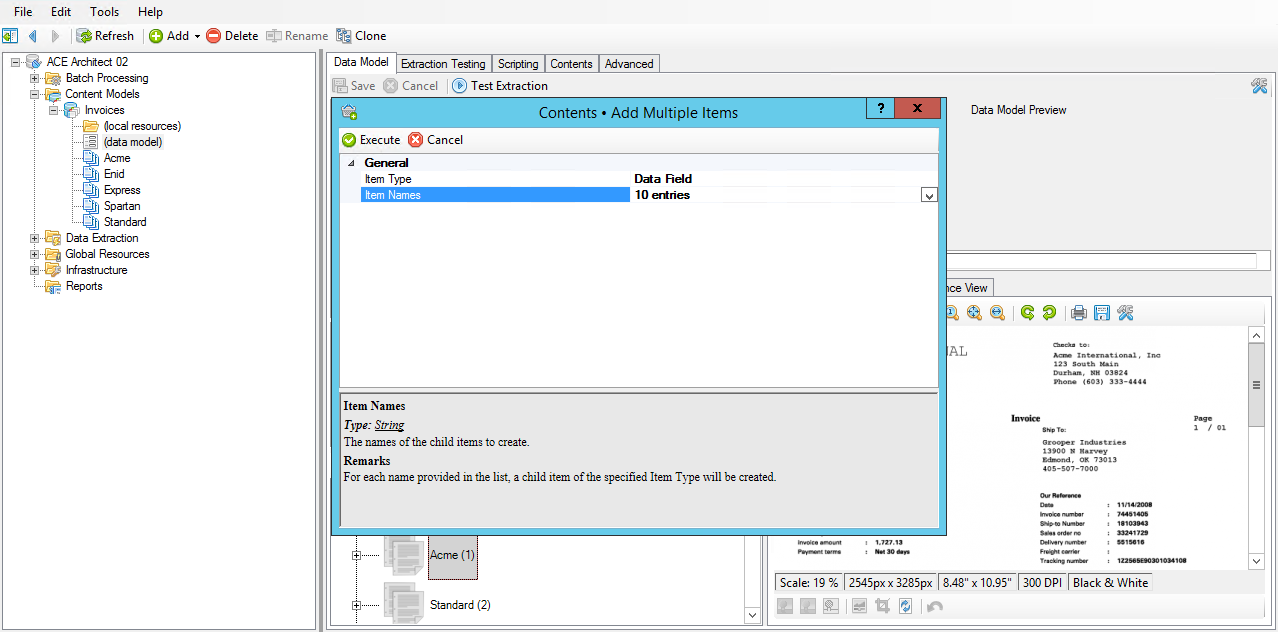 File Edit Tools Help
Refresh Add Delete Rename Clone
ACE Architect 02
Batch Processing
Content Models
Invoices
(local resources)
(data model)
Acme
Enid
Express
Spartan
Standard
Data Extraction
Global Resources
Infrastructure
Reports
Data Model Extraction Testing Scripting Contents Advanced
Save Cancel Test Extraction
Data Model Preview
Contents • Add Multiple Items
? X
Execute Cancel
General
Item Type Data Field
Item Names 10 entries
Item Names
Type: String
The names of the child items to create.
Remarks
For each name provided in the list, a child item of the specified Item Type will be created.
Acme (1)
Standard (2)
nce View
NAL
Checks to:
Acme International, Inc
123 South Main
Durham, NH 03824
Phone (603) 333-4444
Invoice Page
1 / 01
Ship To:
Grooper Industries
13900 N Harvey
Edmond, OK 73013
405-507-7000
Our Reference
Date : 11/14/2008
Invoice number : 74451405
Ship-to Number : 18103943
Sales order no : 33241729
Delivery number : 5515616
Freight carrier :
Tracking number : 1Z2565E90301034108
Invoice amount : 1,727.13
Payment terms : Net 30 days
Scale: 19 % 2545px x 3285px 8.48" x 10.95" 300 DPI Black & White